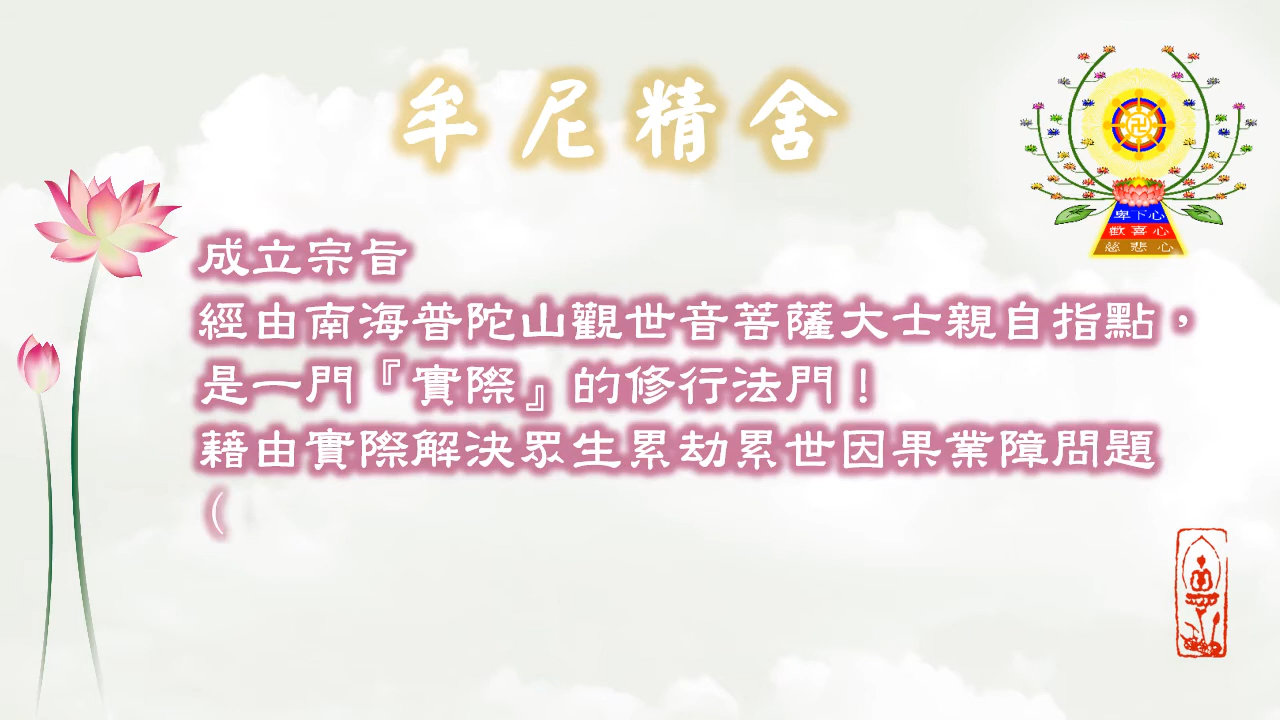 牟尼精舍
卍
卑下心
歡喜心
慈悲心
成立宗旨
經由南海普陀山觀世音菩薩大士親自指點，
是一門『實際』的修行法門！
藉由實際解決眾生累劫累世因果業障問題
（